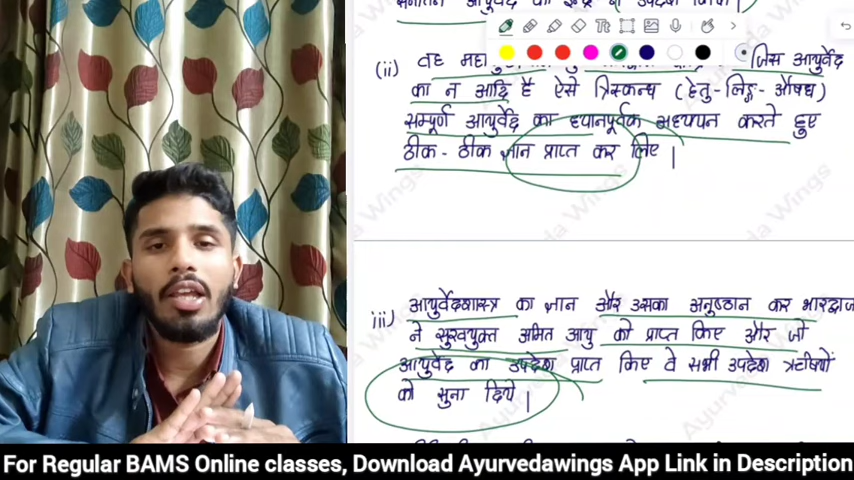 (ii) वह महा जिस आयुर्वेद
का न आदि है ऐसे त्रिस्कन्ध (हेतु-लिङ्ग-औषध)
सम्पूर्ण आयुर्वेद का ध्यानपूर्वक अध्ययन करते हुए
ठीक-ठीक ज्ञान प्राप्त कर लिए |
iii) आयुर्वेदशास्त्र का ज्ञान और उसका अनुष्ठान कर भारद्वाज
ने सुखयुक्त अमित आयु को प्राप्त किए और जो
आयुर्वेद का उपदेश प्राप्त किए वे सभी उपदेश ऋषियों
को सुना दिये |
For Regular BAMS Online classes, Download Ayurvedawings App Link in Description